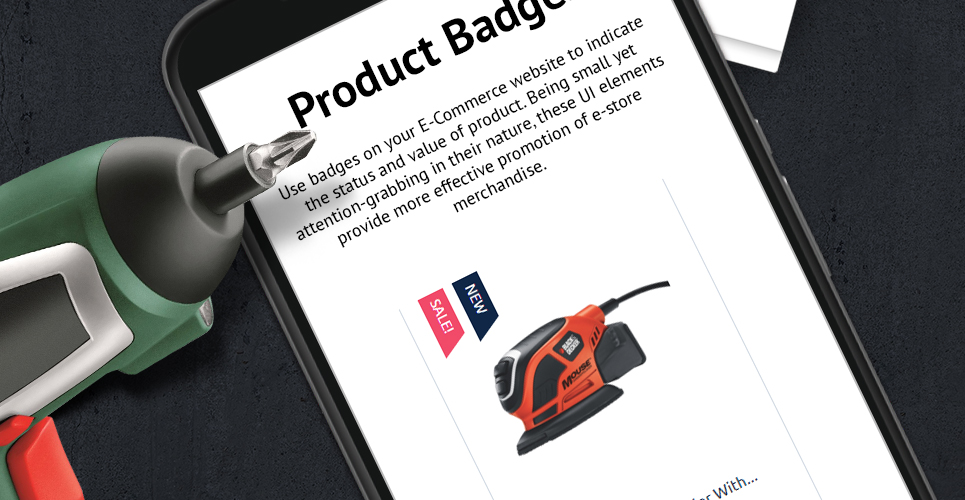 Product Badge
Use badges on your E-Commerce website to indicate
the status and value of product. Being small yet
attention-grabbing in their nature, these UI elements
provide more effective promotion of e-store
merchandise.
SALE!
NEW
BLACK
DECKER
MOUSE
With...